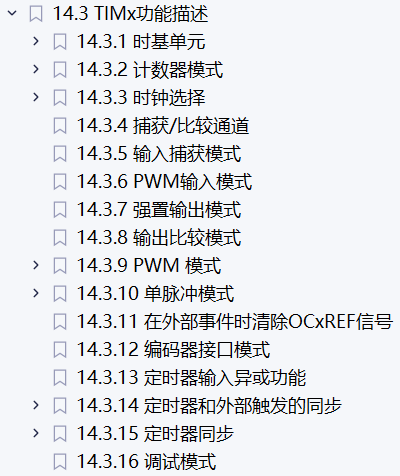 14.3 TIMx功能描述
14.3.1 时基单元
14.3.2 计数器模式
14.3.3 时钟选择
14.3.4 捕获/比较通道
14.3.5 输入捕获模式
14.3.6 PWM输入模式
14.3.7 强置输出模式
14.3.8 输出比较模式
14.3.9 PWM 模式
14.3.10 单脉冲模式
14.3.11 在外部事件时清除OCxREF信号
14.3.12 编码器接口模式
14.3.13 定时器输入异或功能
14.3.14 定时器和外部触发的同步
14.3.15 定时器同步
14.3.16 调试模式